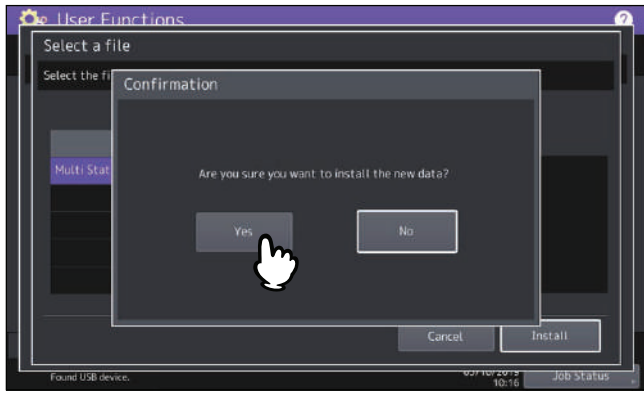 User Functions
?
Select a file
Select the fi
Confirmation
Multi Stat
Are you sure you want to install the new data?
Yes
No
Cancel
Install
Found USB device.
10:16
Job Status